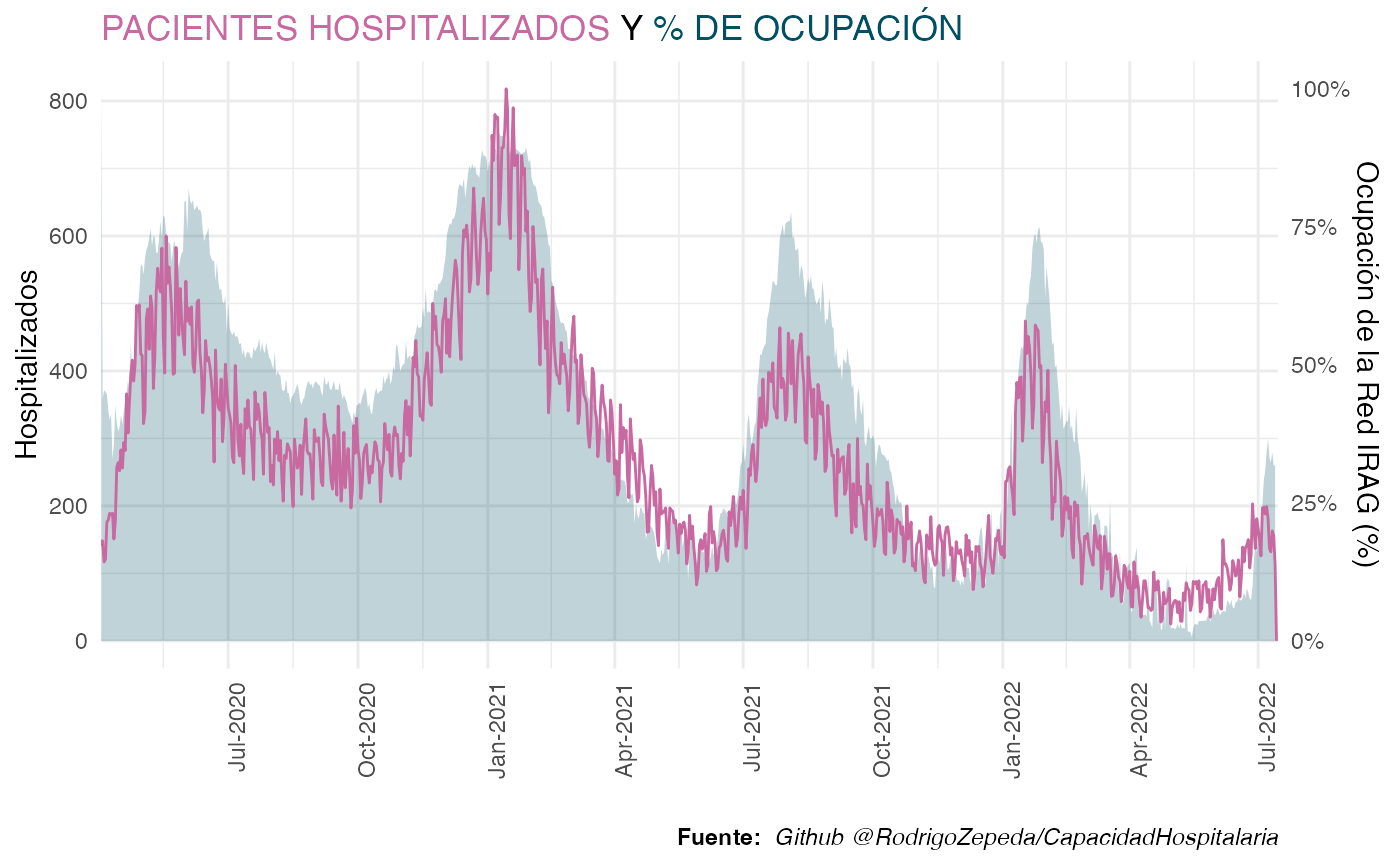 PACIENTES HOSPITALIZADOS Y % DE OCUPACIÓN
Hospitalizados
800
600
400
200
0
100%
75%
50%
25%
0%
Ocupación de la Red IRAG (%)
Jul-2020
Oct-2020
Jan-2021
Apr-2021
Jul-2021
Oct-2021
Jan-2022
Apr-2022
Jul-2022
Fuente: Github @RodrigoZepeda/CapacidadHospitalaria